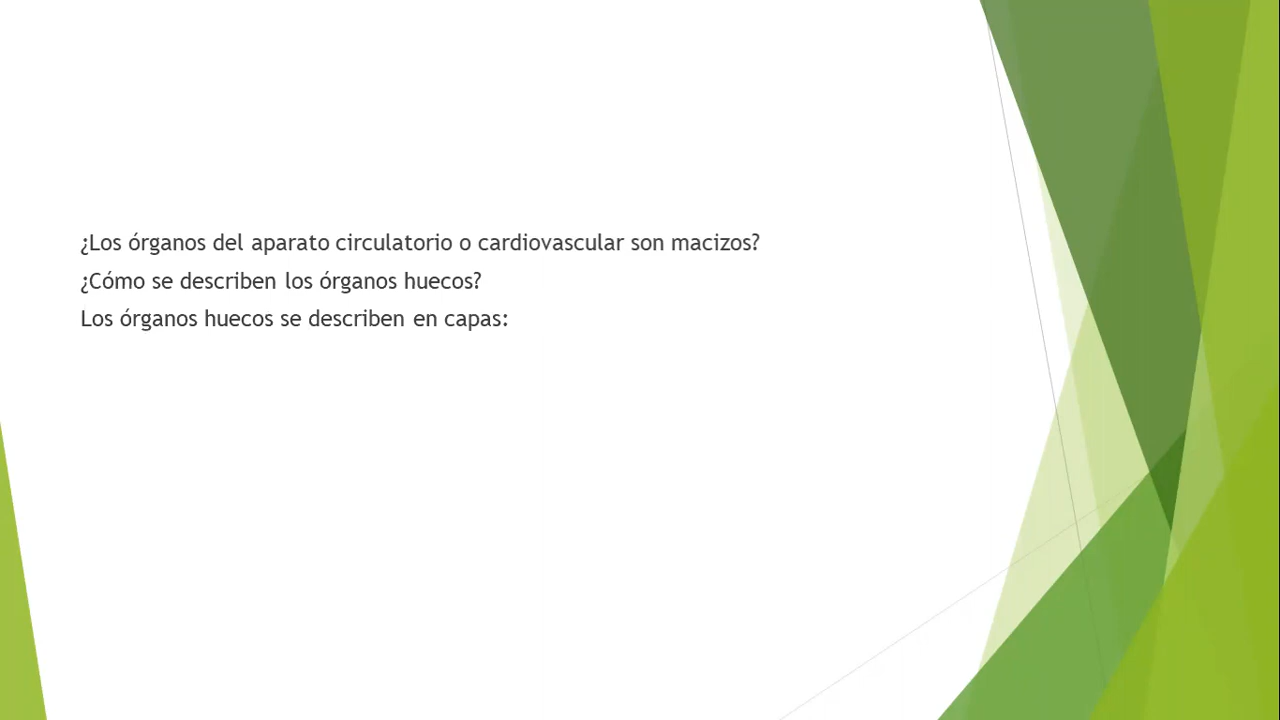 ¿Los órganos del aparato circulatorio o cardiovascular son macizos?
¿Cómo se describen los órganos huecos?
Los órganos huecos se describen en capas: